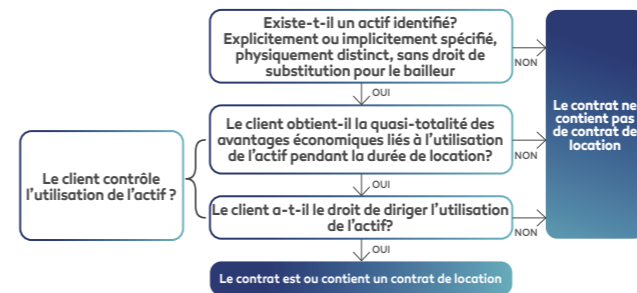 Existe-t-il un actif identifié?
Explicitement ou implicitement spécifié,
physiquement distinct, sans droit de
substitution pour le bailleur
NON
OUI
Le contrat ne
contient pas
de contrat de
location
Le client obtient-il la quasi-totalité des
avantages économiques liés à l'utilisation
de l'actif pendant la durée de location?
NON
Le client contrôle
l'utilisation de l'actif ?
OUI
Le client a-t-il le droit de diriger l'utilisation
de l'actif?
NON
OUI
Le contrat est ou contient un contrat de location